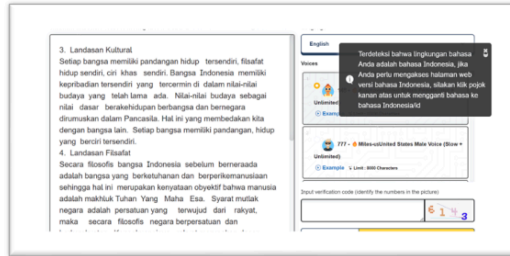 3. Landasan Kultural
Setiap bangsa memiliki pandangan hidup tersendiri, filsafat
hidup sendiri, ciri khas sendiri. Bangsa Indonesia memiliki
kepribadian tersendiri yang tercermin di dalam nilai-nilai
budaya yang telah lama ada. Nilai-nilai budaya sebagai
nilai dasar berakehidupan berbangsa dan bernegara
dirumuskan dalam Pancasila. Hal ini yang membedakan kita
dengan bangsa lain. Setiap bangsa memiliki pandangan, hidup
yang berciri tersendiri.
4. Landasan Filsafat
Secara filosofis bangsa Indonesia sebelum berneraada
adalah bangsa yang berketuhanan dan berperikemanusiaan
sehingga hal ini merupakan kenyataan obyektif bahwa manusia
adalah makhluk Tuhan Yang Maha Esa. Syarat mutlak
negara adalah persatuan yang terwujud dari rakyat,
maka secara filosofis negara berpersatuan dan
English
Voices
Unlimited
Example
Terdeteksi bahwa lingkungan bahasa
Anda adalah bahasa Indonesia, jika
Anda perlu mengakses halaman web
versi bahasa Indonesia, silakan klik pojok
kanan atas untuk mengganti bahasa ke
bahasa Indonesia/id
777 - Miles-usUnited States Male Voice (Slow +
Unlimited)
Example Limit : 8000 Characters
Input verification code (identify the numbers in the picture)
6 1 4 3